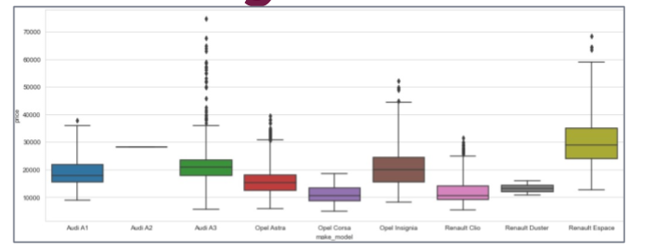 70000
60000
50000
40000
30000
20000
10000
price
Audi A1 Audi A2 Audi A3 Opel Astra Opel Corsa Opel Insignia Renault Clio Renault Duster Renault Espace
make_model